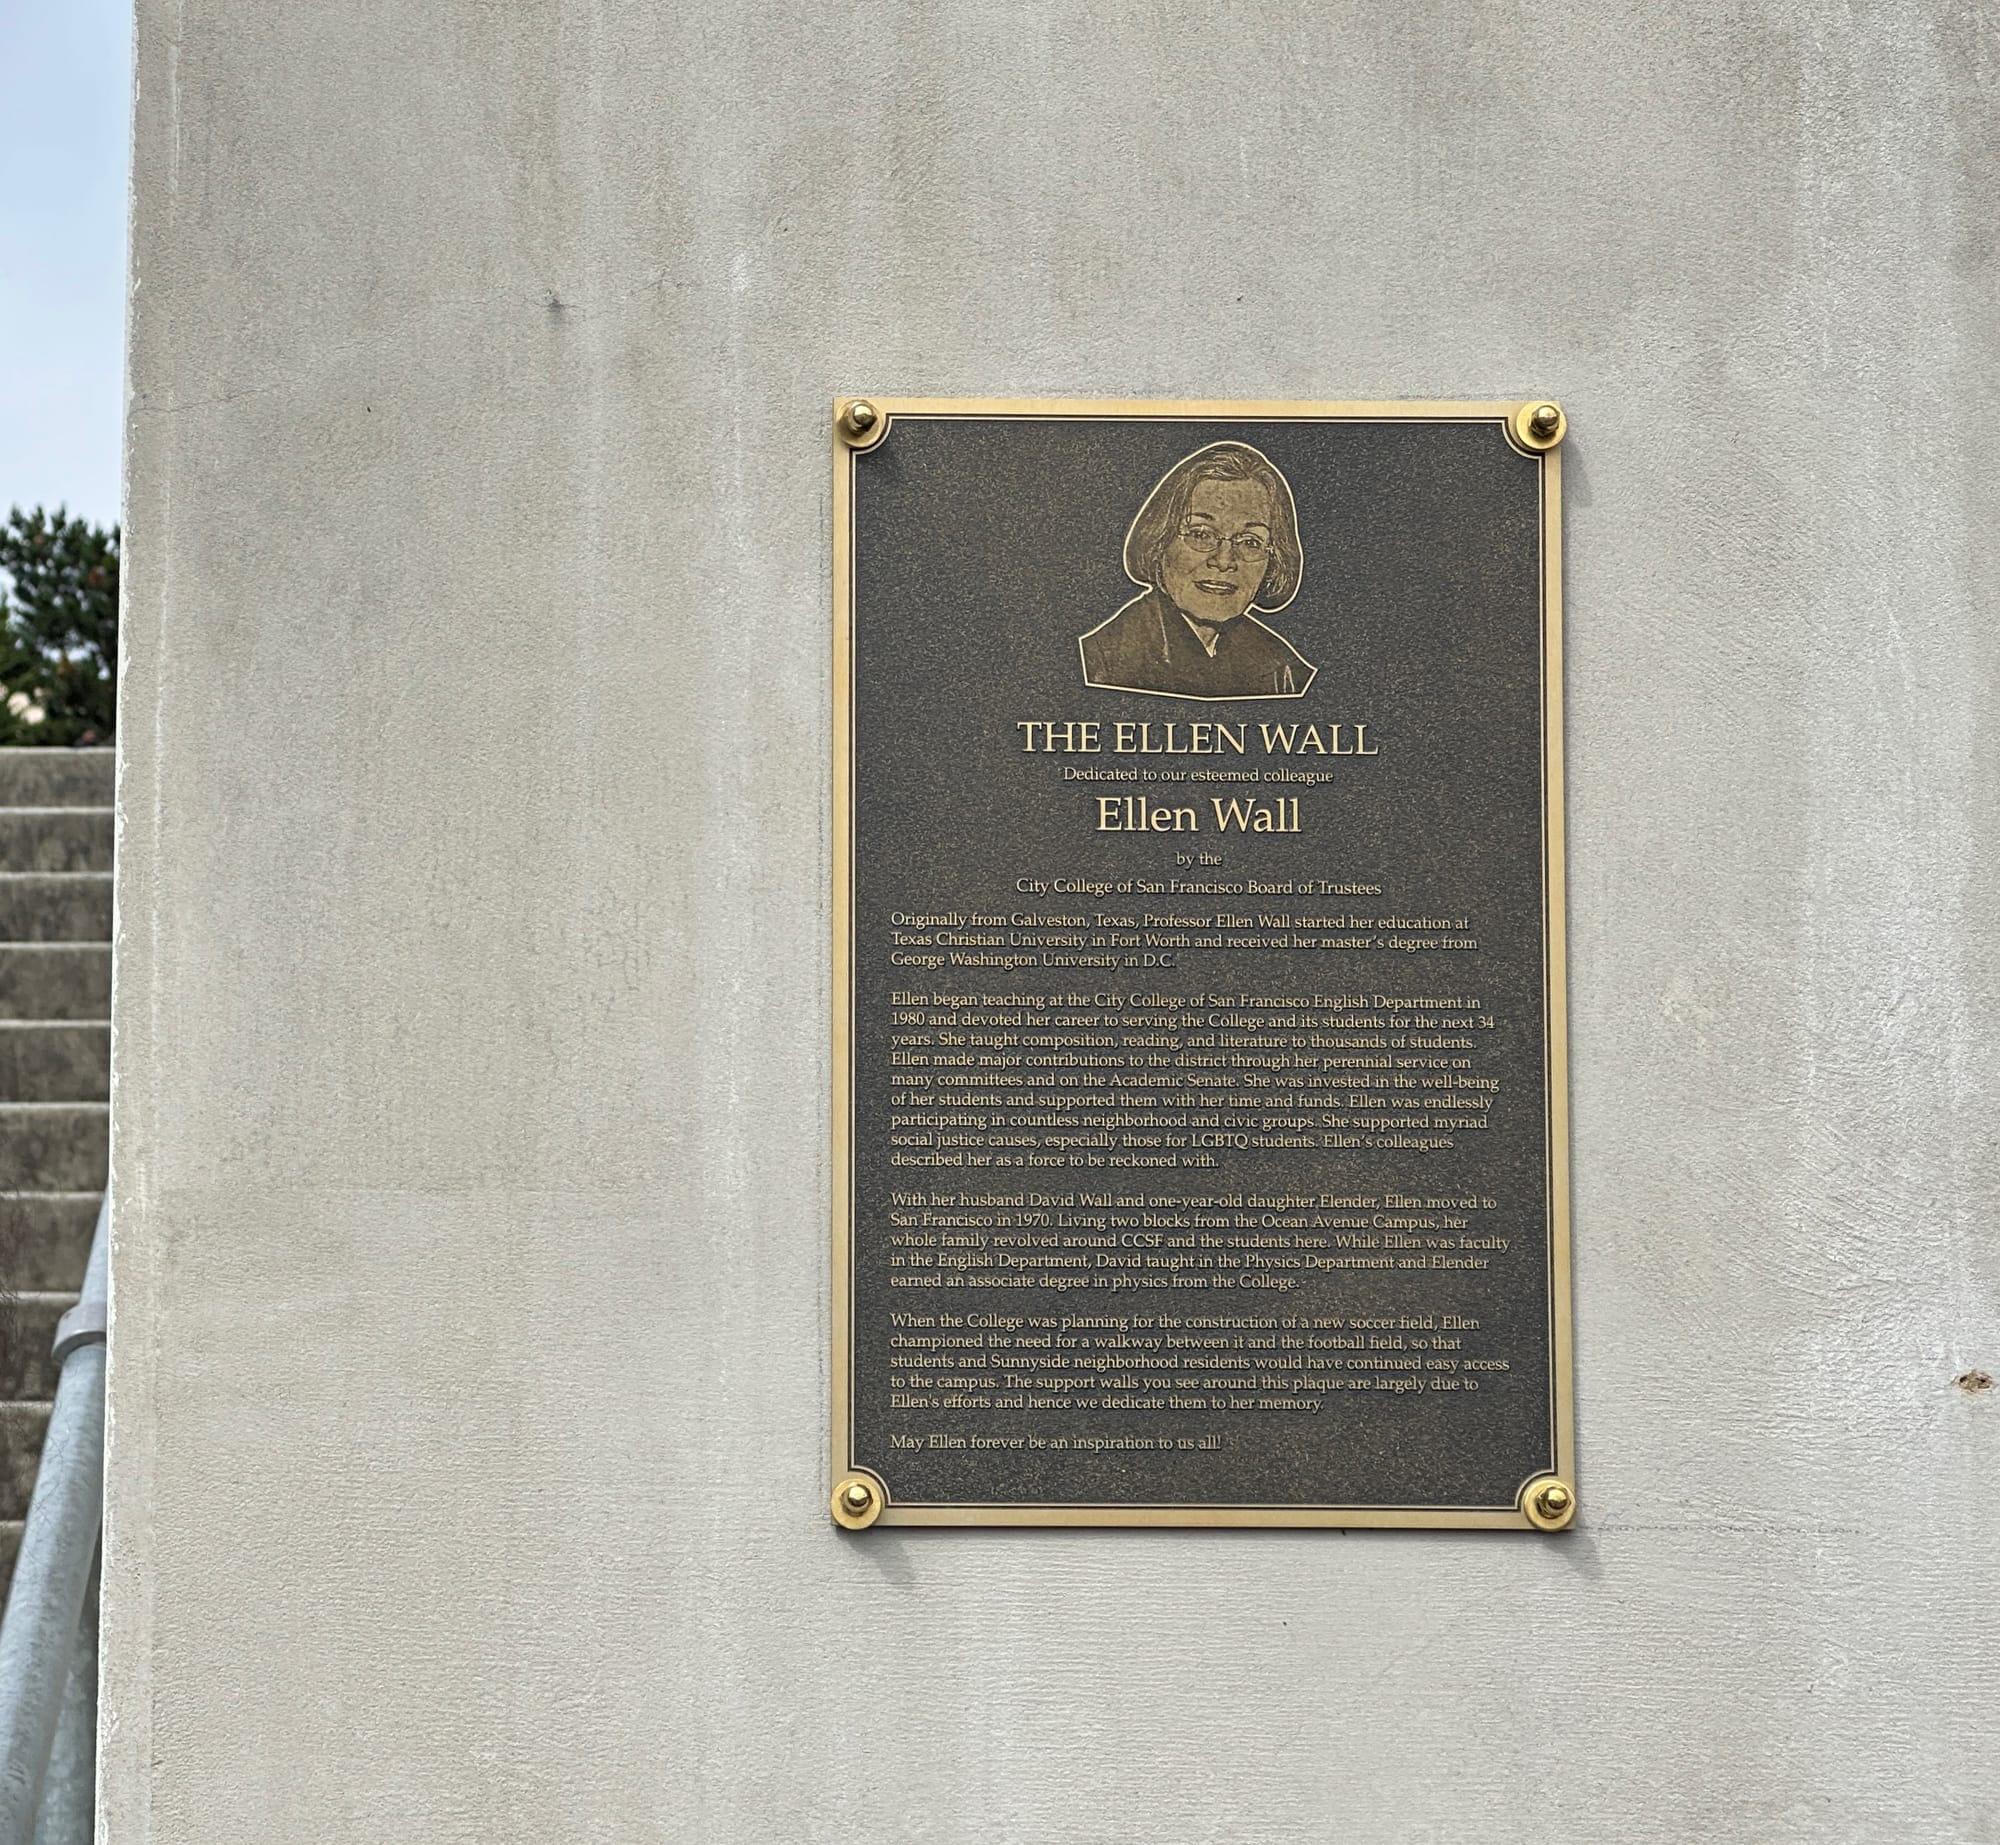 THE ELLEN WALL
Dedicated to our esteemed colleague
Ellen Wall
by the
City College of San Francisco Board of Trustees
Originally from Galveston, Texas, Professor Ellen Wall started her education at
Texas Christian University in Fort Worth and received her master's degree from
George Washington University in D.C.
Ellen began teaching at the City College of San Francisco English Department in
1980 and devoted her career to serving the College and its students for the next 34
years. She taught composition, reading, and literature to thousands of students.
Ellen made major contributions to the district through her perennial service on
many committees and on the Academic Senate. She was invested in the well-being
of her students and supported them with her time and funds. Ellen was endlessly
participating in countless neighborhood and civic groups. She supported myriad
social justice causes, especially those for LGBTQ students. Ellen's colleagues
described her as a force to be reckoned with.
With her husband David Wall and one-year-old daughter Elender, Ellen moved to
San Francisco in 1970. Living two blocks from the Ocean Avenue Campus, her
whole family revolved around CCSF and the students here. While Ellen was faculty
in the English Department, David taught in the Physics Department and Elender
earned an associate degree in physics from the College.
When the College was planning for the construction of a new soccer field, Ellen
championed the need for a walkway between it and the football field, so that
students and Sunnyside neighborhood residents would have continued easy access
to the campus. The support walls you see around this plaque are largely due to
Ellen's efforts and hence we dedicate them to her memory.
May Ellen forever be an inspiration to us all!